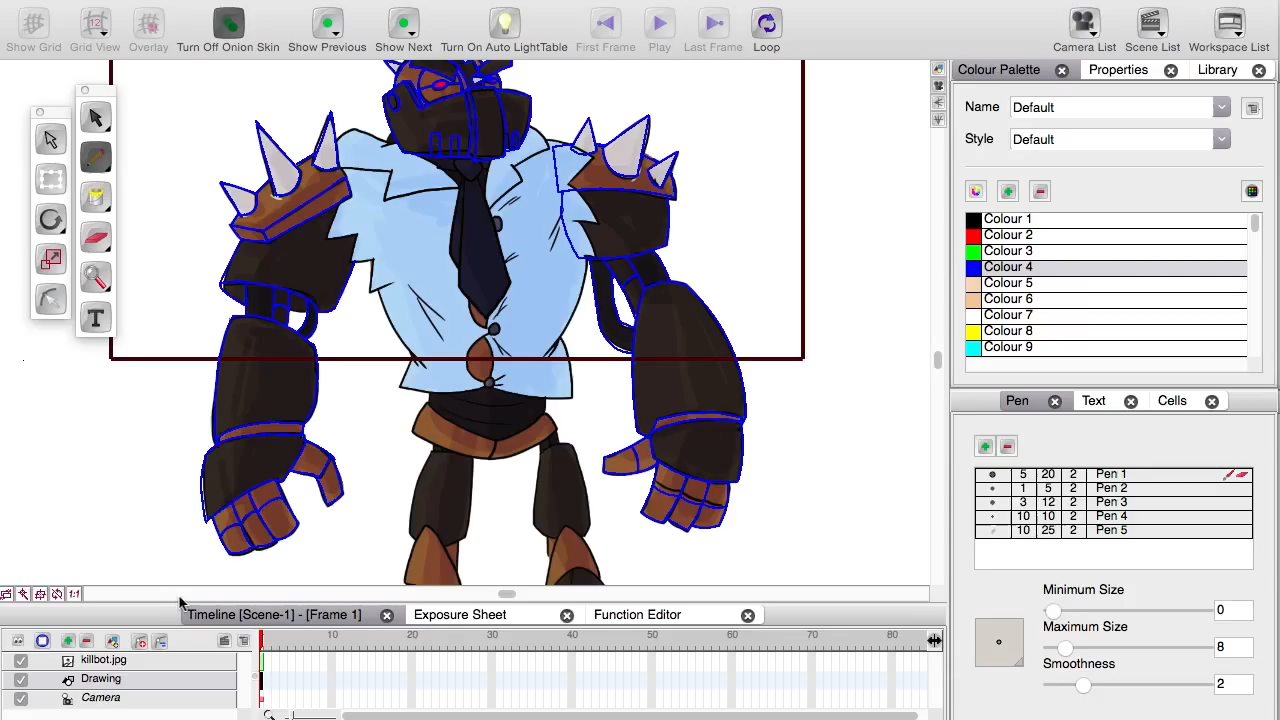 Show Grid Grid View Overlay Turn Off Onion Skin Show Previous Show Next Turn On Auto LightTable First Frame Play Last Frame Loop Camera List Scene List Workspace List
12
Colour Palette Properties Library
Name Default
Style Default
T
Colour 1
Colour 2
Colour 3
Colour 4
Colour 5
Colour 6
Colour 7
Colour 8
Colour 9
Pen Text Cells
5 20 2 Pen 1
1 5 2 Pen 2
3 12 2 Pen 3
10 10 2 Pen 4
10 25 2 Pen 5
Minimum Size
0
Maximum Size
8
Smoothness
2
1:1
Timeline [Scene-1] - [Frame 1] Exposure Sheet Function Editor
10 20 30 40 50 60 70 80
killbot.jpg
Drawing
Camera